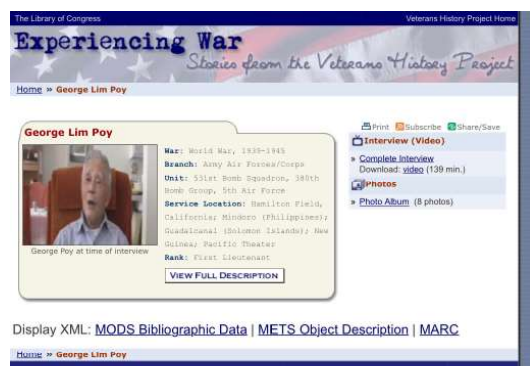 The Library of Congress
Veterans History Project Home
Experiencing War
Stories from the Veterans History Project
Home » George Lim Poy
George Lim Poy
War: World War, 1939-1945
Branch: Army Air Forces/Corps
Unit: 531st Bomb Squadron, 380th
Bomb Group, 5th Air Force
Service Location: Hamilton Field,
California; Mindoro (Philippines);
Guadalcanal (Solomon Islands); New
Guinea; Pacific Theater
Rank: First Lieutenant
VIEW FULL DESCRIPTION
George Poy at time of interview
Print Subscribe Share/Save
Interview (Video)
» Complete Interview
Download: video (139 min.)
Photos
» Photo Album (8 photos)
Display XML: MODS Bibliographic Data | METS Object Description | MARC
Home » George Lim Poy